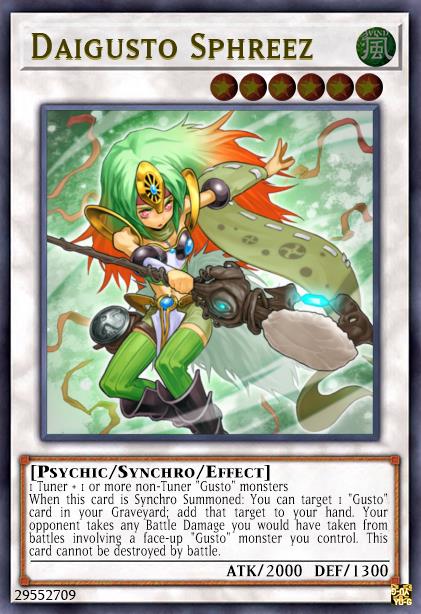 Daigusto Sphreez
WIND
風
[Psychic/Synchro/Effect]
1 Tuner + 1 or more non-Tuner "Gusto" monsters
When this card is Synchro Summoned: You can target 1 "Gusto"
card in your Graveyard; add that target to your hand. Your
opponent takes any Battle Damage you would have taken from
battles involving a face-up "Gusto" monster you control. This
card cannot be destroyed by battle.
ATK/2000 DEF/1300
29552709